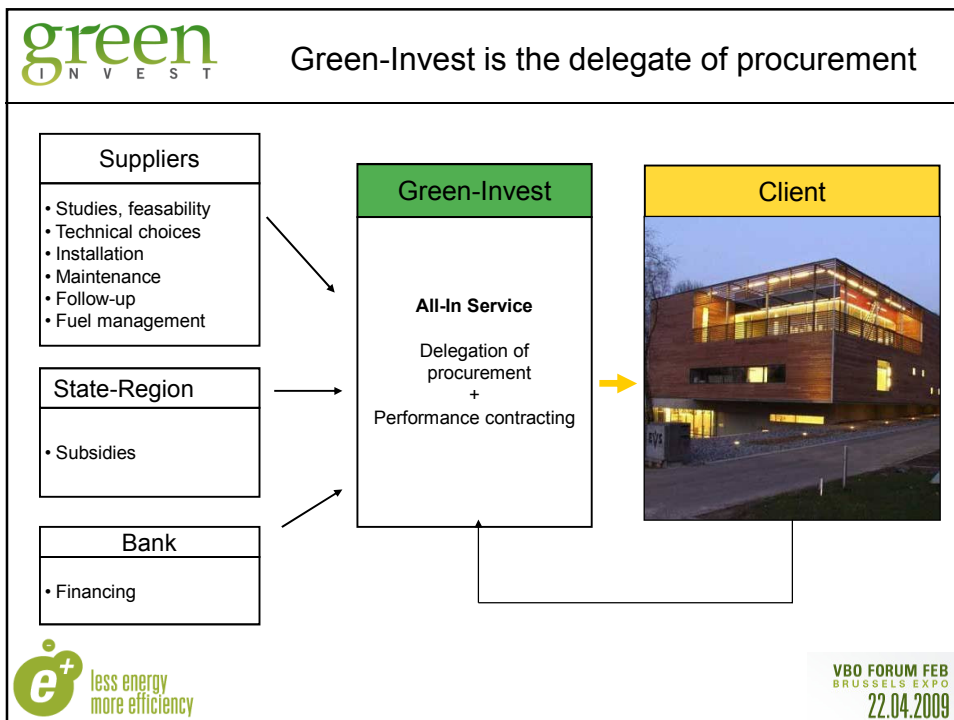 green
INVEST
Green-Invest is the delegate of procurement
Suppliers
• Studies, feasability
• Technical choices
• Installation
• Maintenance
• Follow-up
• Fuel management
State-Region
• Subsidies
Bank
• Financing
Green-Invest
All-In Service
Delegation of
procurement
+
Performance contracting
Client
EVS
e+
less energy
more efficiency
VBO FORUM FEB
BRUSSELS EXPO
22.04.2009